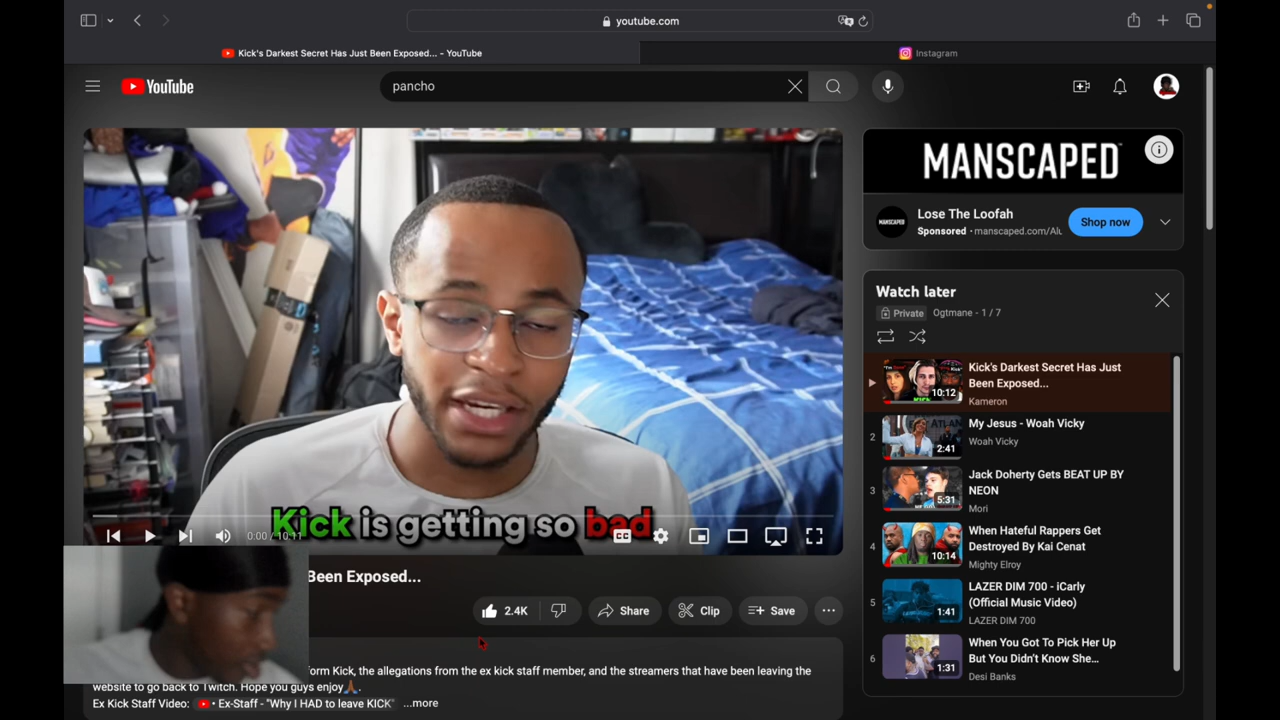 youtube.com
Kick's Darkest Secret Has Just Been Exposed... - YouTube
Instagram
YouTube
pancho
Kick is getting so bad
CC
0:00 / 10:11
Been Exposed...
2.4K
Share
Clip
Save
form Kick, the allegations from the ex kick staff member, and the streamers that have been leaving the
website to go back to Twitch. Hope you guys enjoy🙏🏾.
Ex Kick Staff Video: • Ex-Staff - "Why I HAD to leave KICK" ...more
MANSCAPED
MANSCAPED
Lose The Loofah
Sponsored • manscaped.com/Alu
Shop now
Watch later
Private Ogtmane - 1 / 7
Kick's Darkest Secret Has Just
Been Exposed...
Kameron
10:12
2
My Jesus - Woah Vicky
Woah Vicky
2:41
3
Jack Doherty Gets BEAT UP BY
NEON
Mori
5:31
4
When Hateful Rappers Get
Destroyed By Kai Cenat
Mighty Elroy
10:14
5
LAZER DIM 700 - iCarly
(Official Music Video)
LAZER DIM 700
1:41
6
When You Got To Pick Her Up
But You Didn't Know She...
Desi Banks
1:31